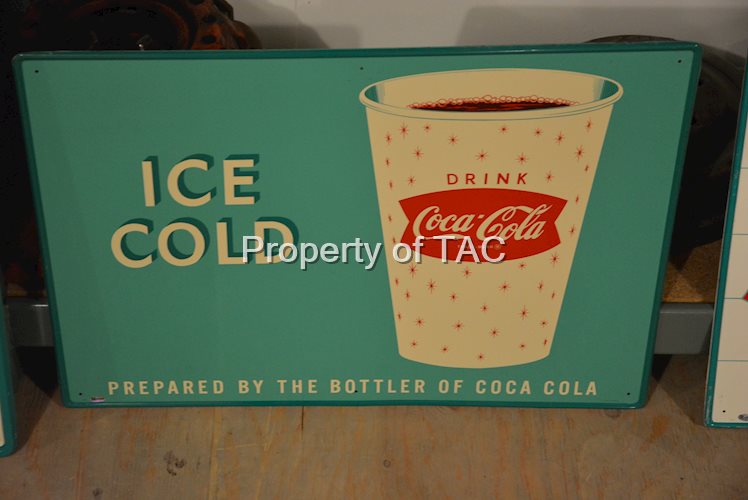 ICE
COLD
DRINK
Coca-Cola
PREPARED BY THE BOTTLER OF COCA COLA
Property of TAC